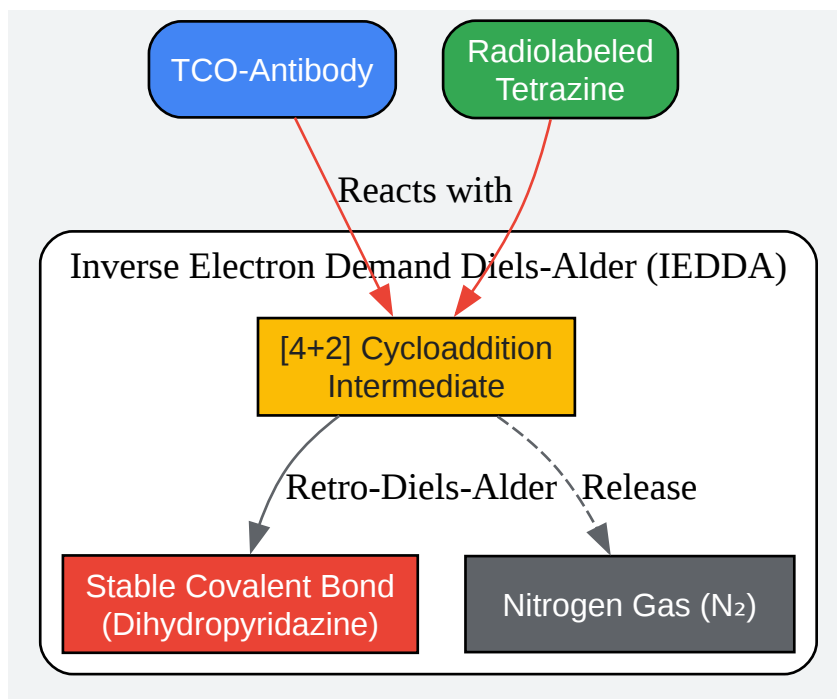 TCO-Antibody
Radiolabeled
Tetrazine
Reacts with
Inverse Electron Demand Diels-Alder (IEDDA)
[4+2] Cycloaddition
Intermediate
Retro-Diels-Alder
Release
Stable Covalent Bond
(Dihydropyridazine)
Nitrogen Gas (N₂)